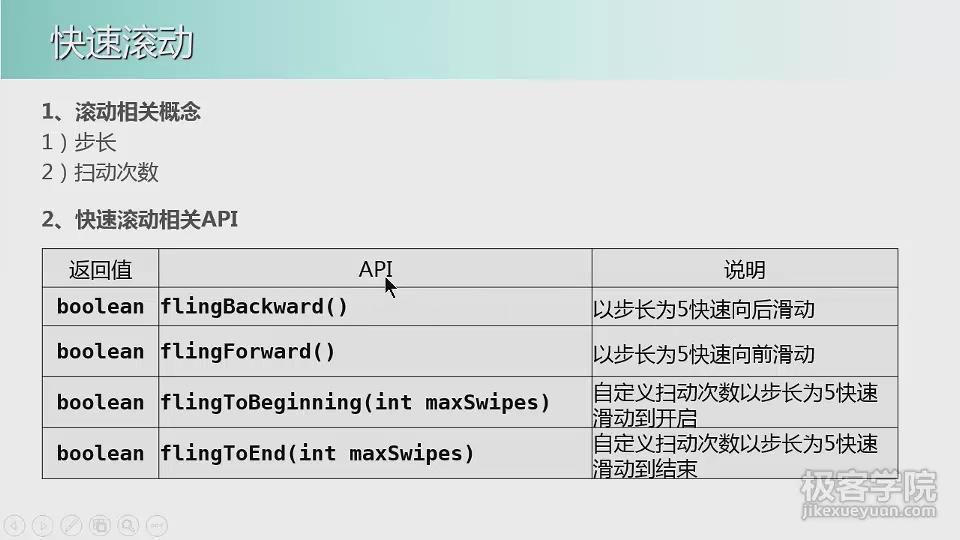 快速滚动
1、滚动相关概念
1）步长
2）扫动次数
2、快速滚动相关API
返回值 API 说明
boolean flingBackward() 以步长为5快速向后滑动
boolean flingForward() 以步长为5快速向前滑动
boolean flingToBeginning(int maxSwipes) 自定义扫动次数以步长为5快速
滑动到开启
boolean flingToEnd(int maxSwipes) 自定义扫动次数以步长为5快速
滑动到结束
极客学院
jikexueyuan.com